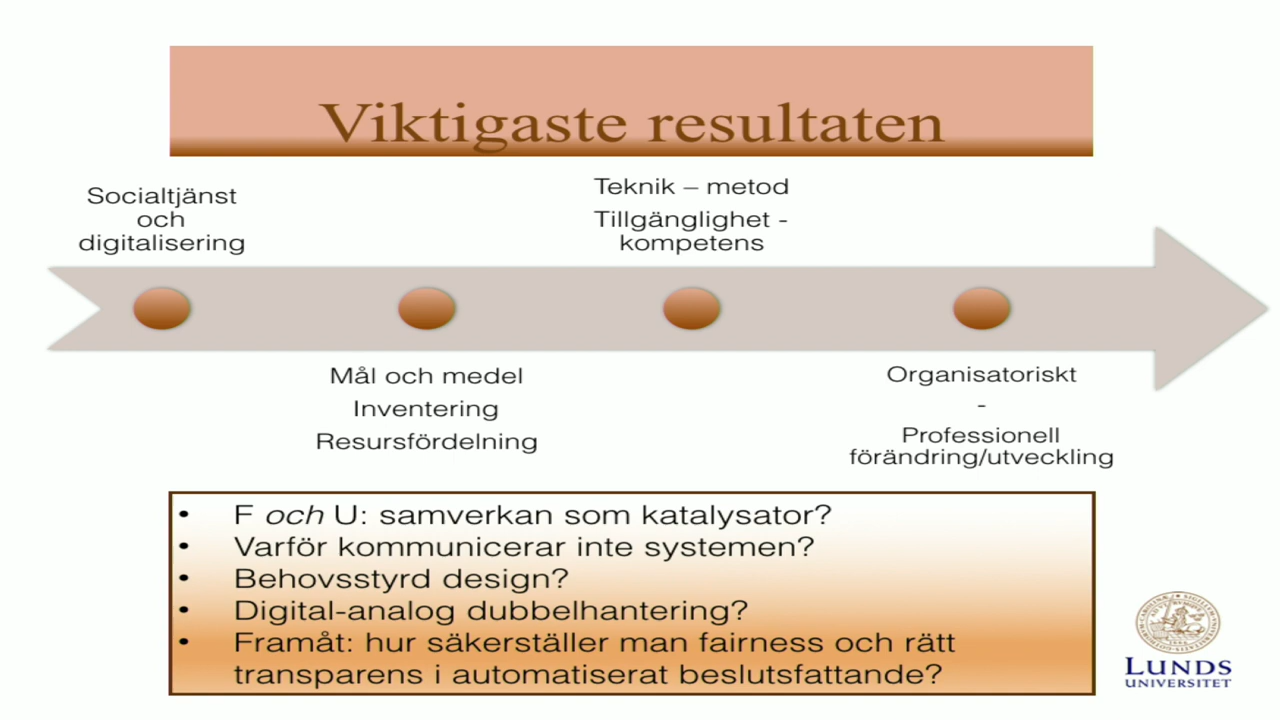 Viktigaste resultaten
Socialtjänst
och
digitalisering
Mål och medel
Inventering
Resursfördelning
Teknik – metod
Tillgänglighet -
kompetens
Organisatoriskt
-
Professionell
förändring/utveckling
• F och U: samverkan som katalysator?
• Varför kommunicerar inte systemen?
• Behovsstyrd design?
• Digital-analog dubbelhantering?
• Framåt: hur säkerställer man fairness och rätt
transparens i automatiserat beslutsfattande?
LUNDS
UNIVERSITET